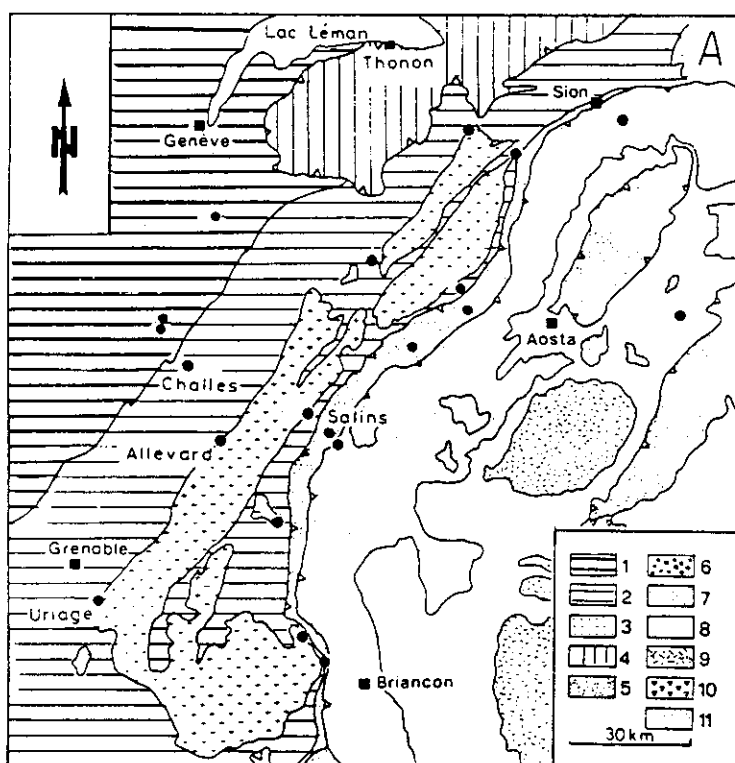 A
Lac Léman
Thonon
Sion
Genève
N
Aosta
Challes
Salins
Allevard
Grenoble
Uriage
Briancon
1 6
2 7
3 8
4 9
5 10
11
30 km